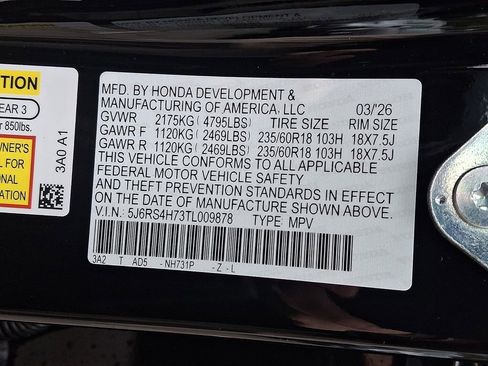 TION
EAR 3
r 850lbs.
WNER'S
L FOR
ONAL
ATION
3A0 A1
MFD. BY HONDA DEVELOPMENT &
MANUFACTURING OF AMERICA, LLC 03/'26
GVWR 2175KG(4795LBS) TIRE SIZE RIM SIZE
GAWR F 1120KG(2469LBS) 235/60R18 103H 18X7.5J
GAWR R 1120KG(2469LBS) 235/60R18 103H 18X7.5J
THIS VEHICLE CONFORMS TO ALL APPLICABLE
FEDERAL MOTOR VEHICLE SAFETY
AND THEFT PREVENTION STANDARDS IN EFFECT
ON THE DATE OF MANUFACTURE SHOWN ABOVE.
V.I.N.: 5J6RS4H73TL009878 TYPE: MPV
3A2 T AD5 -NH731P -Z-L